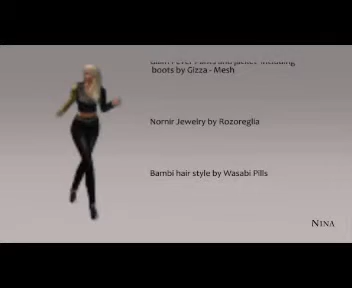 boots by Gizza - Mesh
Nornir Jewelry by Rozoreglia
Bambi hair style by Wasabi Pills
NINA